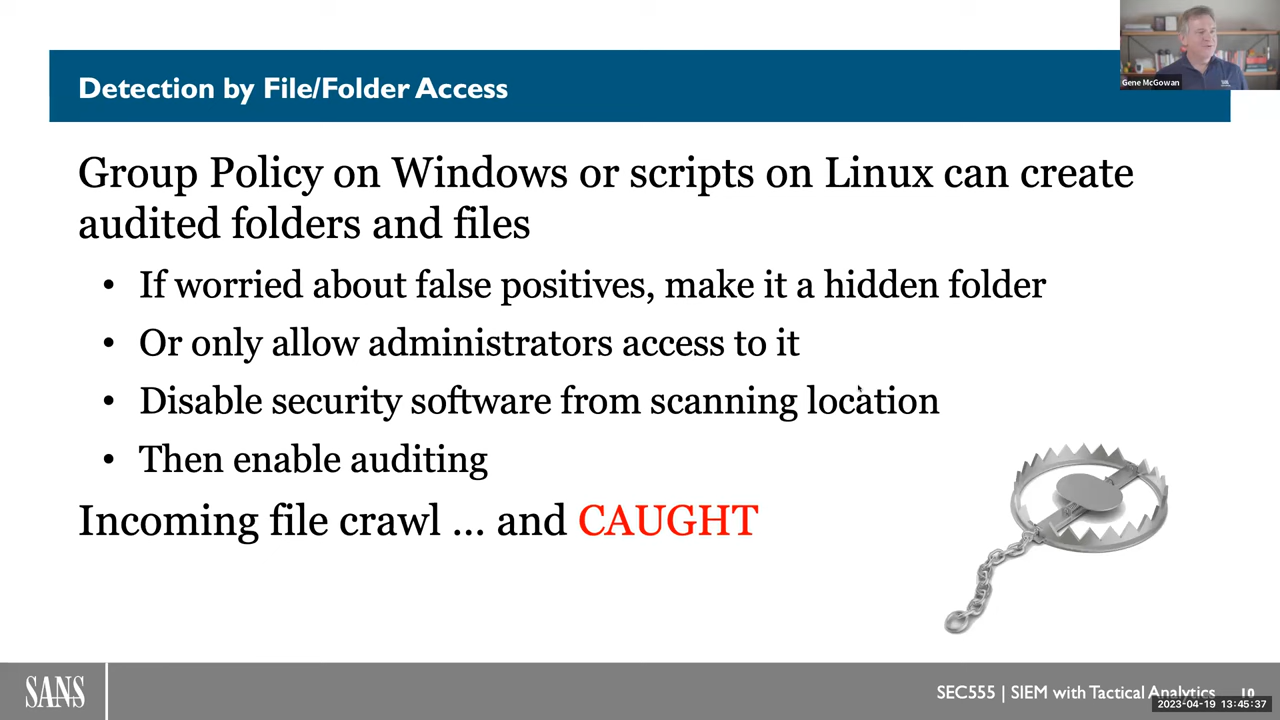 Gene McGowan
Detection by File/Folder Access
Group Policy on Windows or scripts on Linux can create
audited folders and files
• If worried about false positives, make it a hidden folder
• Or only allow administrators access to it
• Disable security software from scanning location
• Then enable auditing
Incoming file crawl ... and CAUGHT
SANS
SEC555 | SIEM with Tactical Analytics 10
2023-04-19 13:45:37